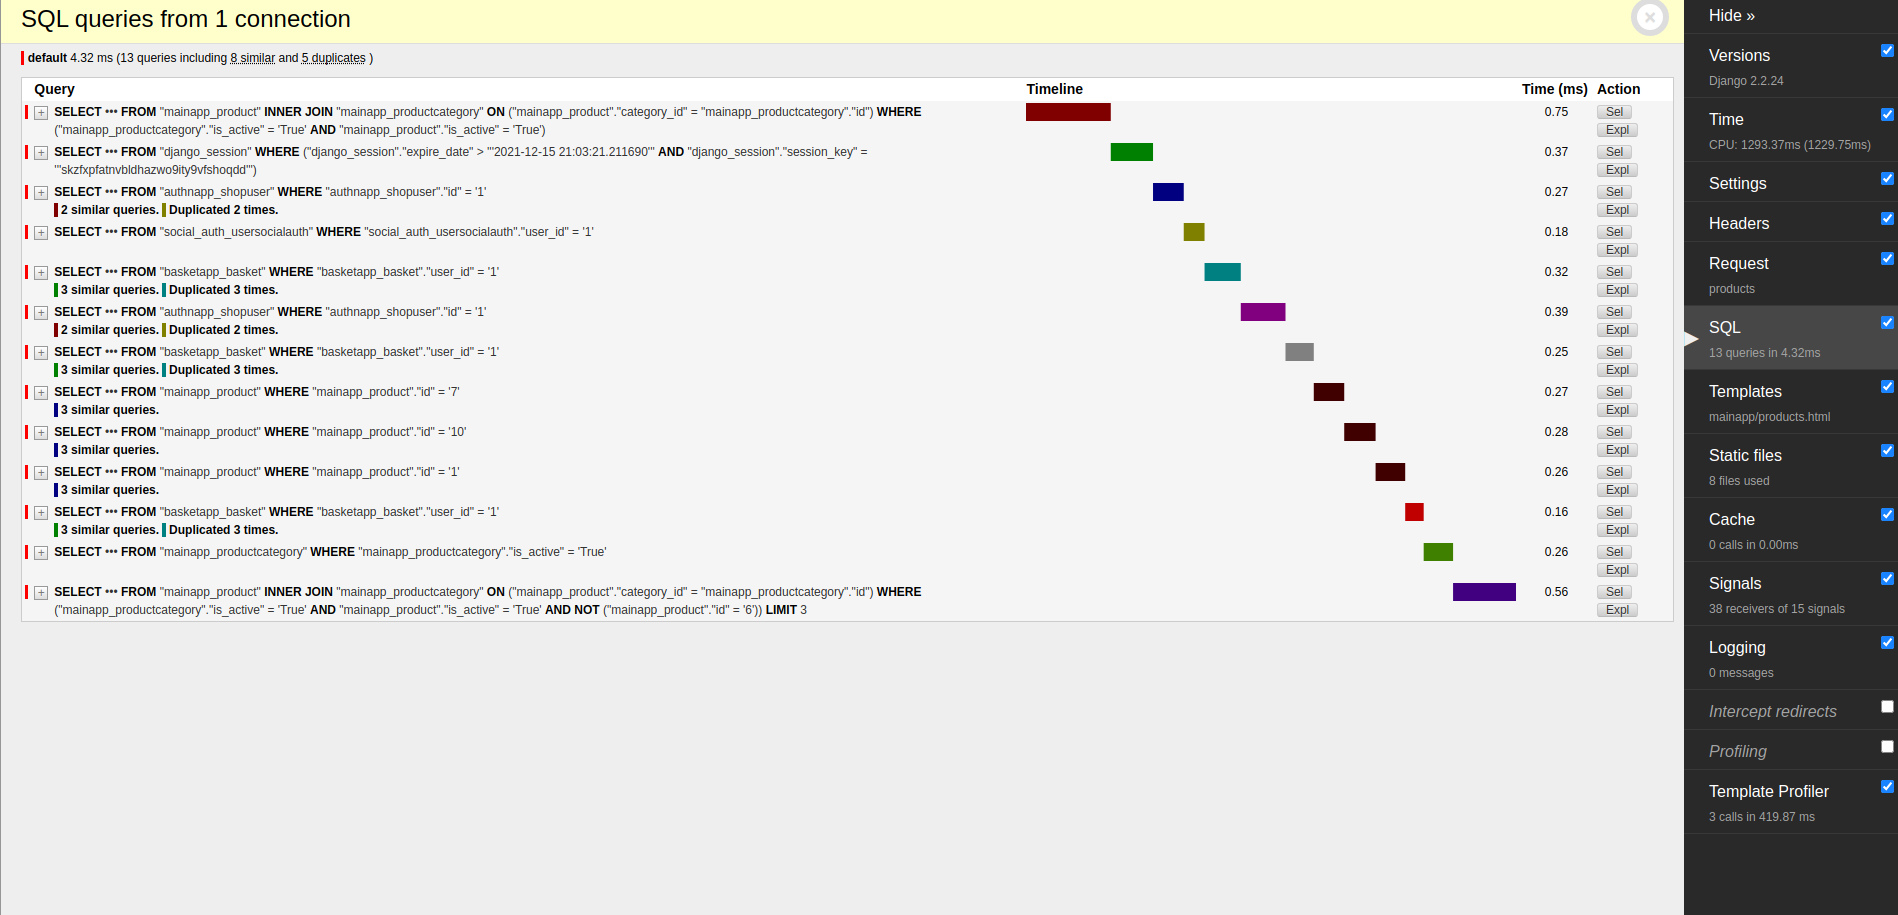 SQL queries from 1 connection
default 4.32 ms (13 queries including 8 similar and 5 duplicates )
Query Timeline Time (ms) Action
+ SELECT ••• FROM "mainapp_product" INNER JOIN "mainapp_productcategory" ON ("mainapp_product"."category_id" = "mainapp_productcategory"."id") WHERE 0.75 Sel
("mainapp_productcategory"."is_active" = 'True' AND "mainapp_product"."is_active" = 'True') Expl
+ SELECT ••• FROM "django_session" WHERE ("django_session"."expire_date" > '''2021-12-15 21:03:21.211690''' AND "django_session"."session_key" = 0.37 Sel
'''skzfxpfatnvbldhazwo9ity9vfshoqdd''') Expl
+ SELECT ••• FROM "authnapp_shopuser" WHERE "authnapp_shopuser"."id" = '1' 0.27 Sel
2 similar queries. Duplicated 2 times. Expl
+ SELECT ••• FROM "social_auth_usersocialauth" WHERE "social_auth_usersocialauth"."user_id" = '1' 0.18 Sel
Expl
+ SELECT ••• FROM "basketapp_basket" WHERE "basketapp_basket"."user_id" = '1' 0.32 Sel
3 similar queries. Duplicated 3 times. Expl
+ SELECT ••• FROM "authnapp_shopuser" WHERE "authnapp_shopuser"."id" = '1' 0.39 Sel
2 similar queries. Duplicated 2 times. Expl
+ SELECT ••• FROM "basketapp_basket" WHERE "basketapp_basket"."user_id" = '1' 0.25 Sel
3 similar queries. Duplicated 3 times. Expl
+ SELECT ••• FROM "mainapp_product" WHERE "mainapp_product"."id" = '7' 0.27 Sel
3 similar queries. Expl
+ SELECT ••• FROM "mainapp_product" WHERE "mainapp_product"."id" = '10' 0.28 Sel
3 similar queries. Expl
+ SELECT ••• FROM "mainapp_product" WHERE "mainapp_product"."id" = '1' 0.26 Sel
3 similar queries. Expl
+ SELECT ••• FROM "basketapp_basket" WHERE "basketapp_basket"."user_id" = '1' 0.16 Sel
3 similar queries. Duplicated 3 times. Expl
+ SELECT ••• FROM "mainapp_productcategory" WHERE "mainapp_productcategory"."is_active" = 'True' 0.26 Sel
Expl
+ SELECT ••• FROM "mainapp_product" INNER JOIN "mainapp_productcategory" ON ("mainapp_product"."category_id" = "mainapp_productcategory"."id") WHERE 0.56 Sel
("mainapp_productcategory"."is_active" = 'True' AND "mainapp_product"."is_active" = 'True' AND NOT ("mainapp_product"."id" = '6')) LIMIT 3 Expl
Hide »
Versions
Django 2.2.24
Time
CPU: 1293.37ms (1229.75ms)
Settings
Headers
Request
products
SQL
13 queries in 4.32ms
Templates
mainapp/products.html
Static files
8 files used
Cache
0 calls in 0.00ms
Signals
38 receivers of 15 signals
Logging
0 messages
Intercept redirects
Profiling
Template Profiler
3 calls in 419.87 ms